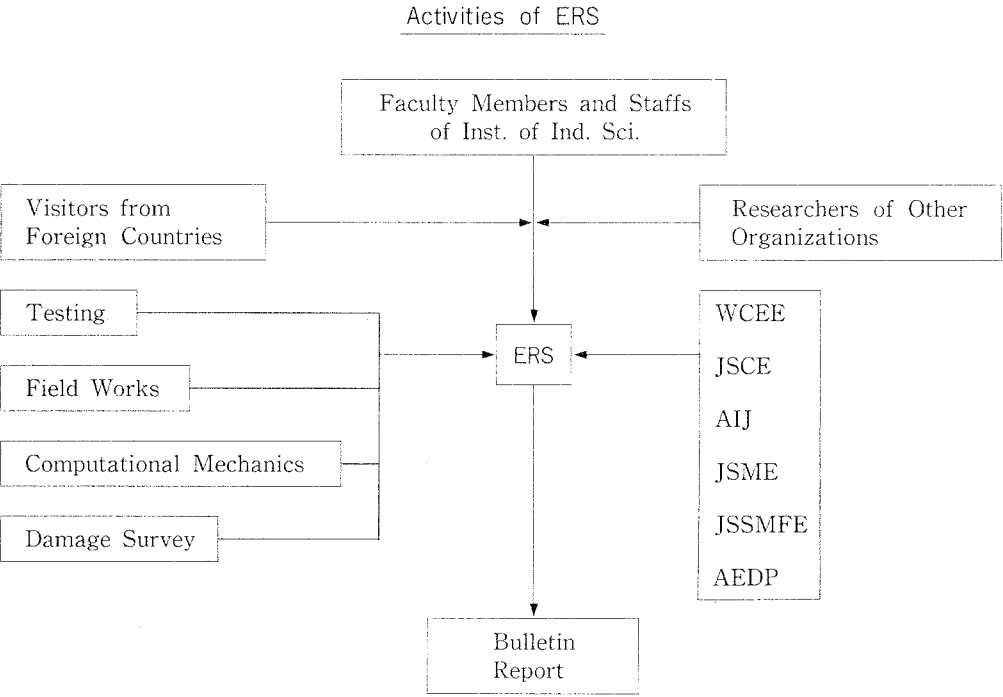 Activities of ERS
Faculty Members and Staffs
of Inst. of Ind. Sci.
Visitors from
Foreign Countries
Researchers of Other
Organizations
Testing
Field Works
Computational Mechanics
Damage Survey
ERS
WCEE
JSCE
AIJ
JSME
JSSMFE
AEDP
Bulletin
Report